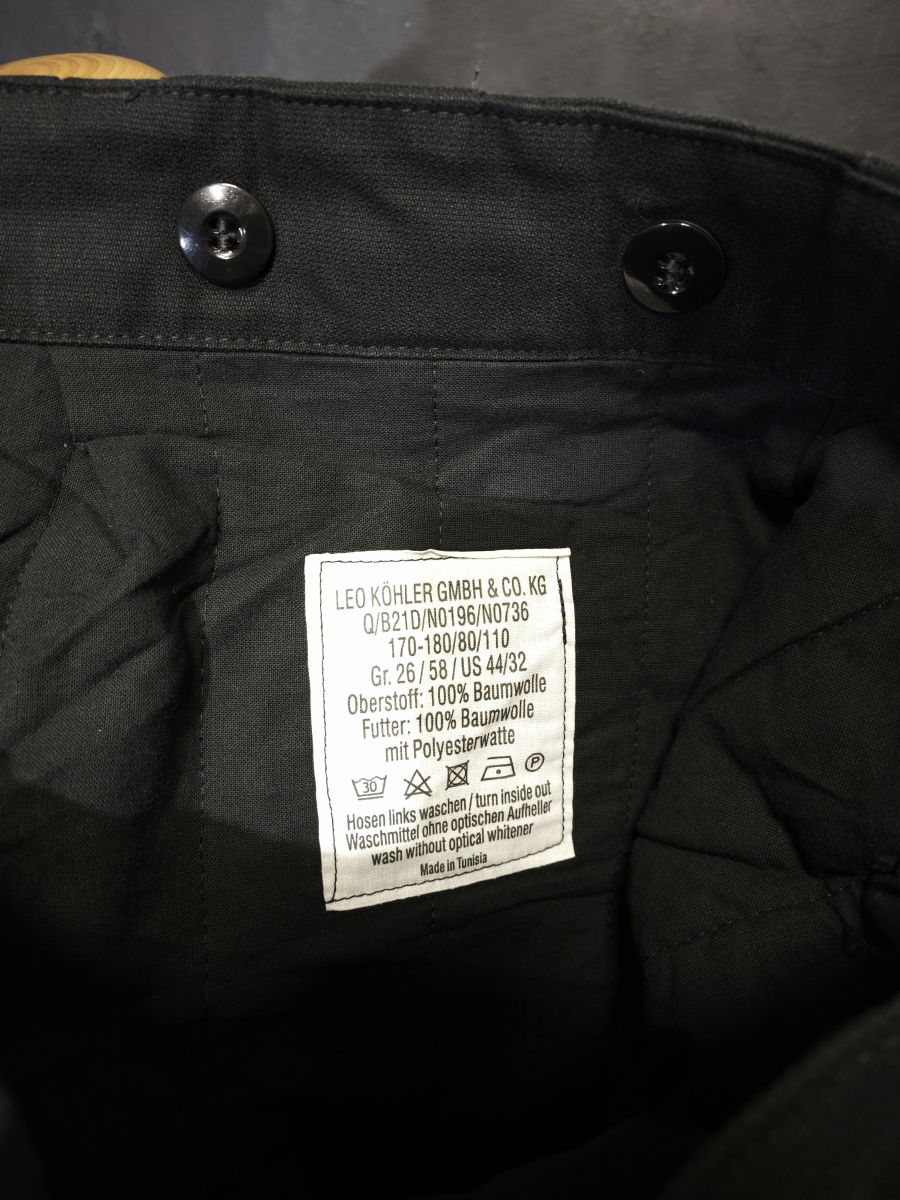 LEO KÖHLER GMBH & CO. KG
Q/B21D/N0196/N0736
170-180/80/110
Gr. 26 / 58 / US 44/32
Oberstoff: 100% Baumwolle
Futter: 100% Baumwolle
mit Polyesterwatte
30 P
Hosen links waschen / turn inside out
Waschmittel ohne optischen Aufheller
wash without optical whitener
Made in Tunisia